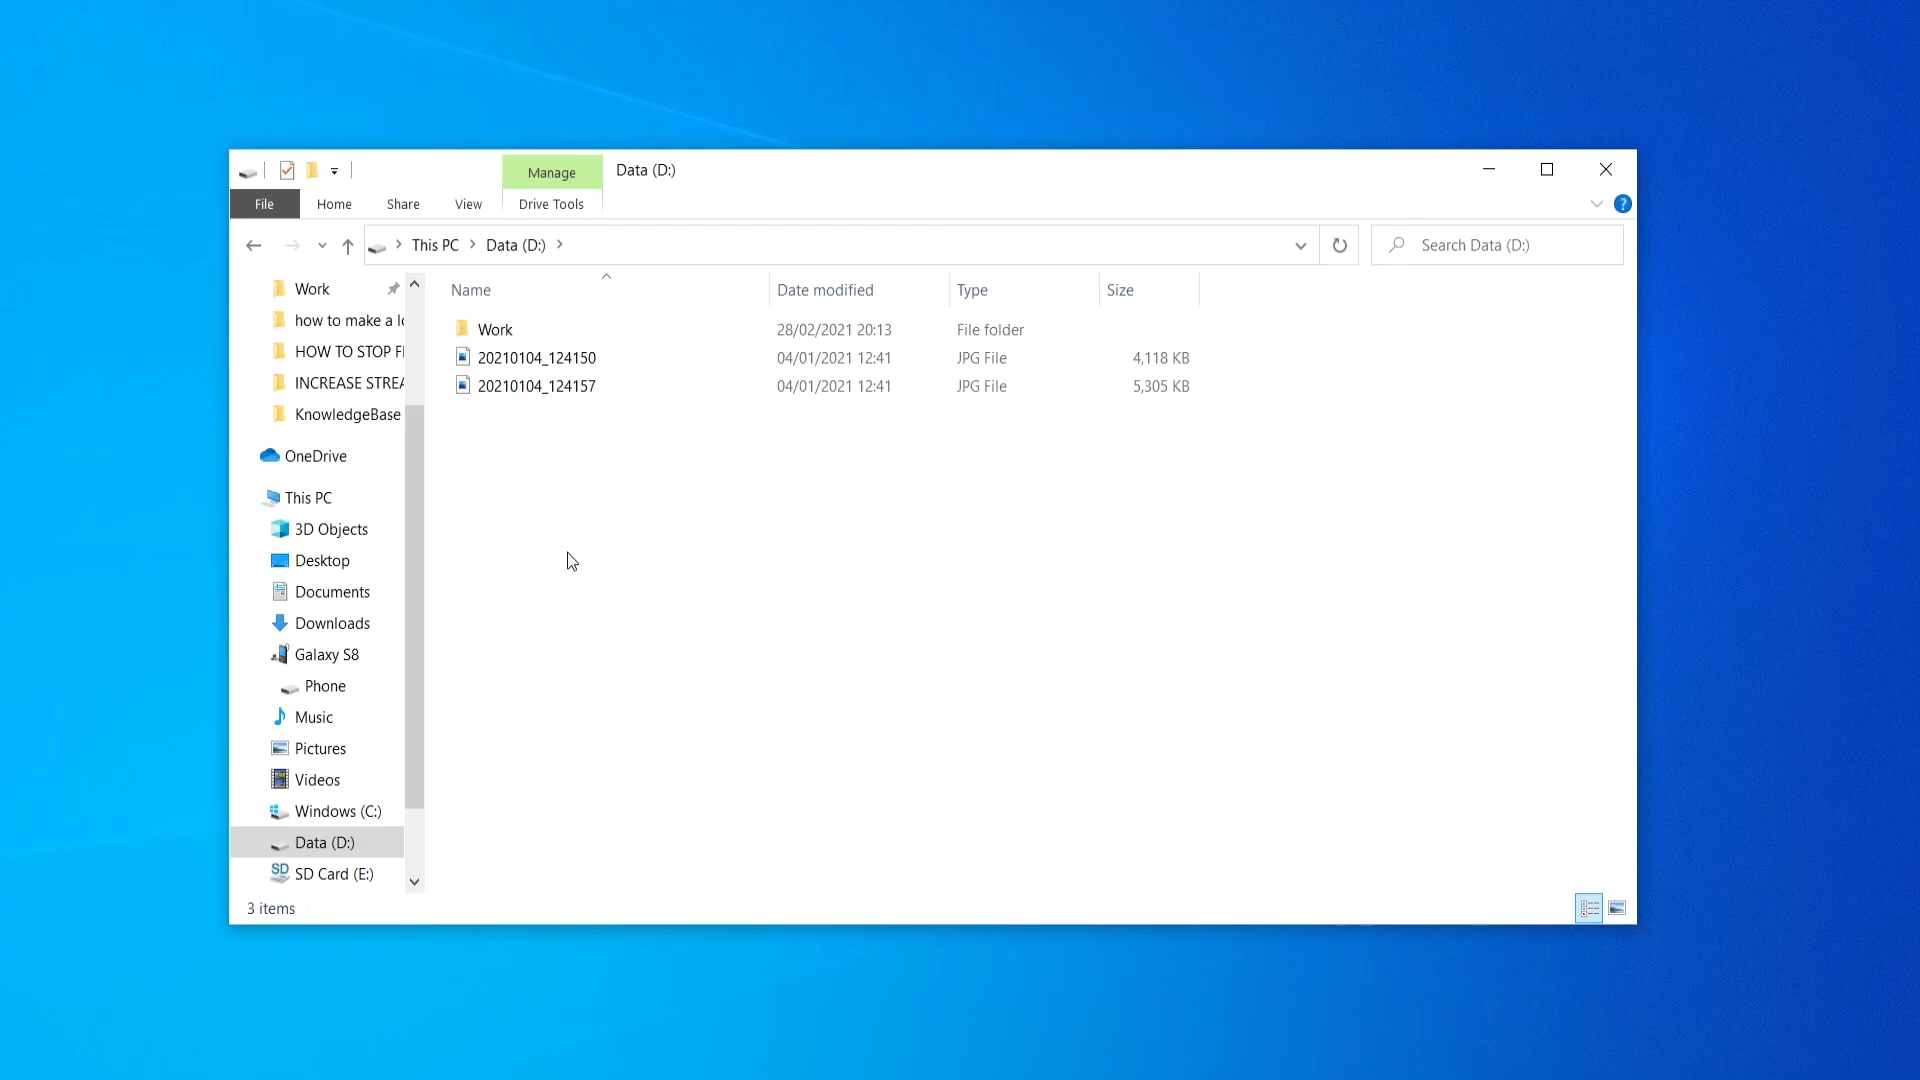 Manage
Data (D:)
File
Home
Share
View
Drive Tools
?
This PC
Data (D:)
Search Data (D:)
Name
Date modified
Type
Size
Work
28/02/2021 20:13
File folder
20210104_124150
04/01/2021 12:41
JPG File
4,118 KB
20210104_124157
04/01/2021 12:41
JPG File
5,305 KB
Work
how to make a lo
HOW TO STOP F
INCREASE STREA
KnowledgeBase
OneDrive
This PC
3D Objects
Desktop
Documents
Downloads
Galaxy S8
Phone
Music
Pictures
Videos
Windows (C:)
Data (D:)
SD
SD Card (E:)
3 items